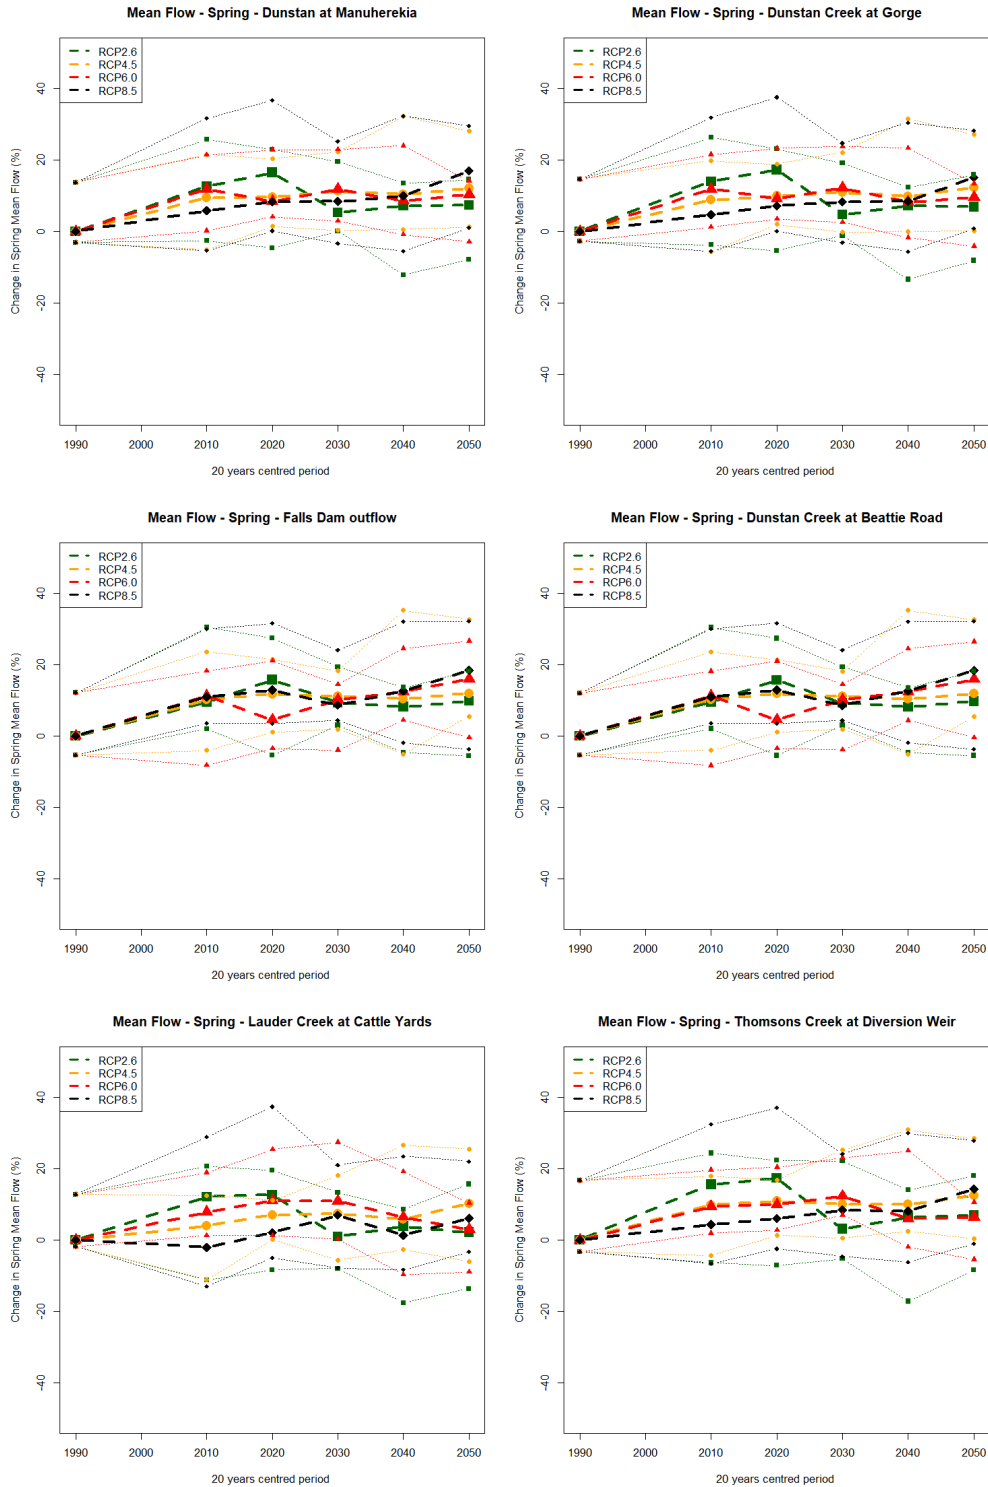 Mean Flow - Spring - Dunstan at Manuherekia
RCP2.6
RCP4.5
RCP6.0
RCP8.5
Change in Spring Mean Flow (%)
40
20
0
-20
-40
1990 2000 2010 2020 2030 2040 2050
20 years centred period
Mean Flow - Spring - Dunstan Creek at Gorge
RCP2.6
RCP4.5
RCP6.0
RCP8.5
Change in Spring Mean Flow (%)
40
20
0
-20
-40
1990 2000 2010 2020 2030 2040 2050
20 years centred period
Mean Flow - Spring - Falls Dam outflow
RCP2.6
RCP4.5
RCP6.0
RCP8.5
Change in Spring Mean Flow (%)
40
20
0
-20
-40
1990 2000 2010 2020 2030 2040 2050
20 years centred period
Mean Flow - Spring - Dunstan Creek at Beattie Road
RCP2.6
RCP4.5
RCP6.0
RCP8.5
Change in Spring Mean Flow (%)
40
20
0
-20
-40
1990 2000 2010 2020 2030 2040 2050
20 years centred period
Mean Flow - Spring - Lauder Creek at Cattle Yards
RCP2.6
RCP4.5
RCP6.0
RCP8.5
Change in Spring Mean Flow (%)
40
20
0
-20
-40
1990 2000 2010 2020 2030 2040 2050
20 years centred period
Mean Flow - Spring - Thomsons Creek at Diversion Weir
RCP2.6
RCP4.5
RCP6.0
RCP8.5
Change in Spring Mean Flow (%)
40
20
0
-20
-40
1990 2000 2010 2020 2030 2040 2050
20 years centred period